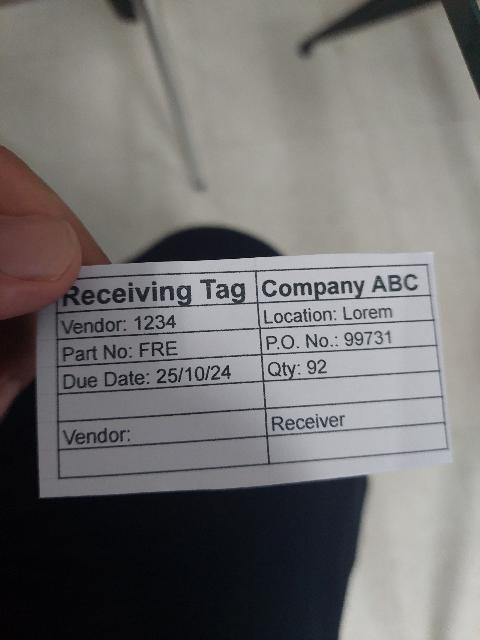 Receiving Tag Company ABC
Vendor: 1234 Location: Lorem
Part No: FRE P.O. No.: 99731
Due Date: 25/10/24 Qty: 92
Vendor: Receiver